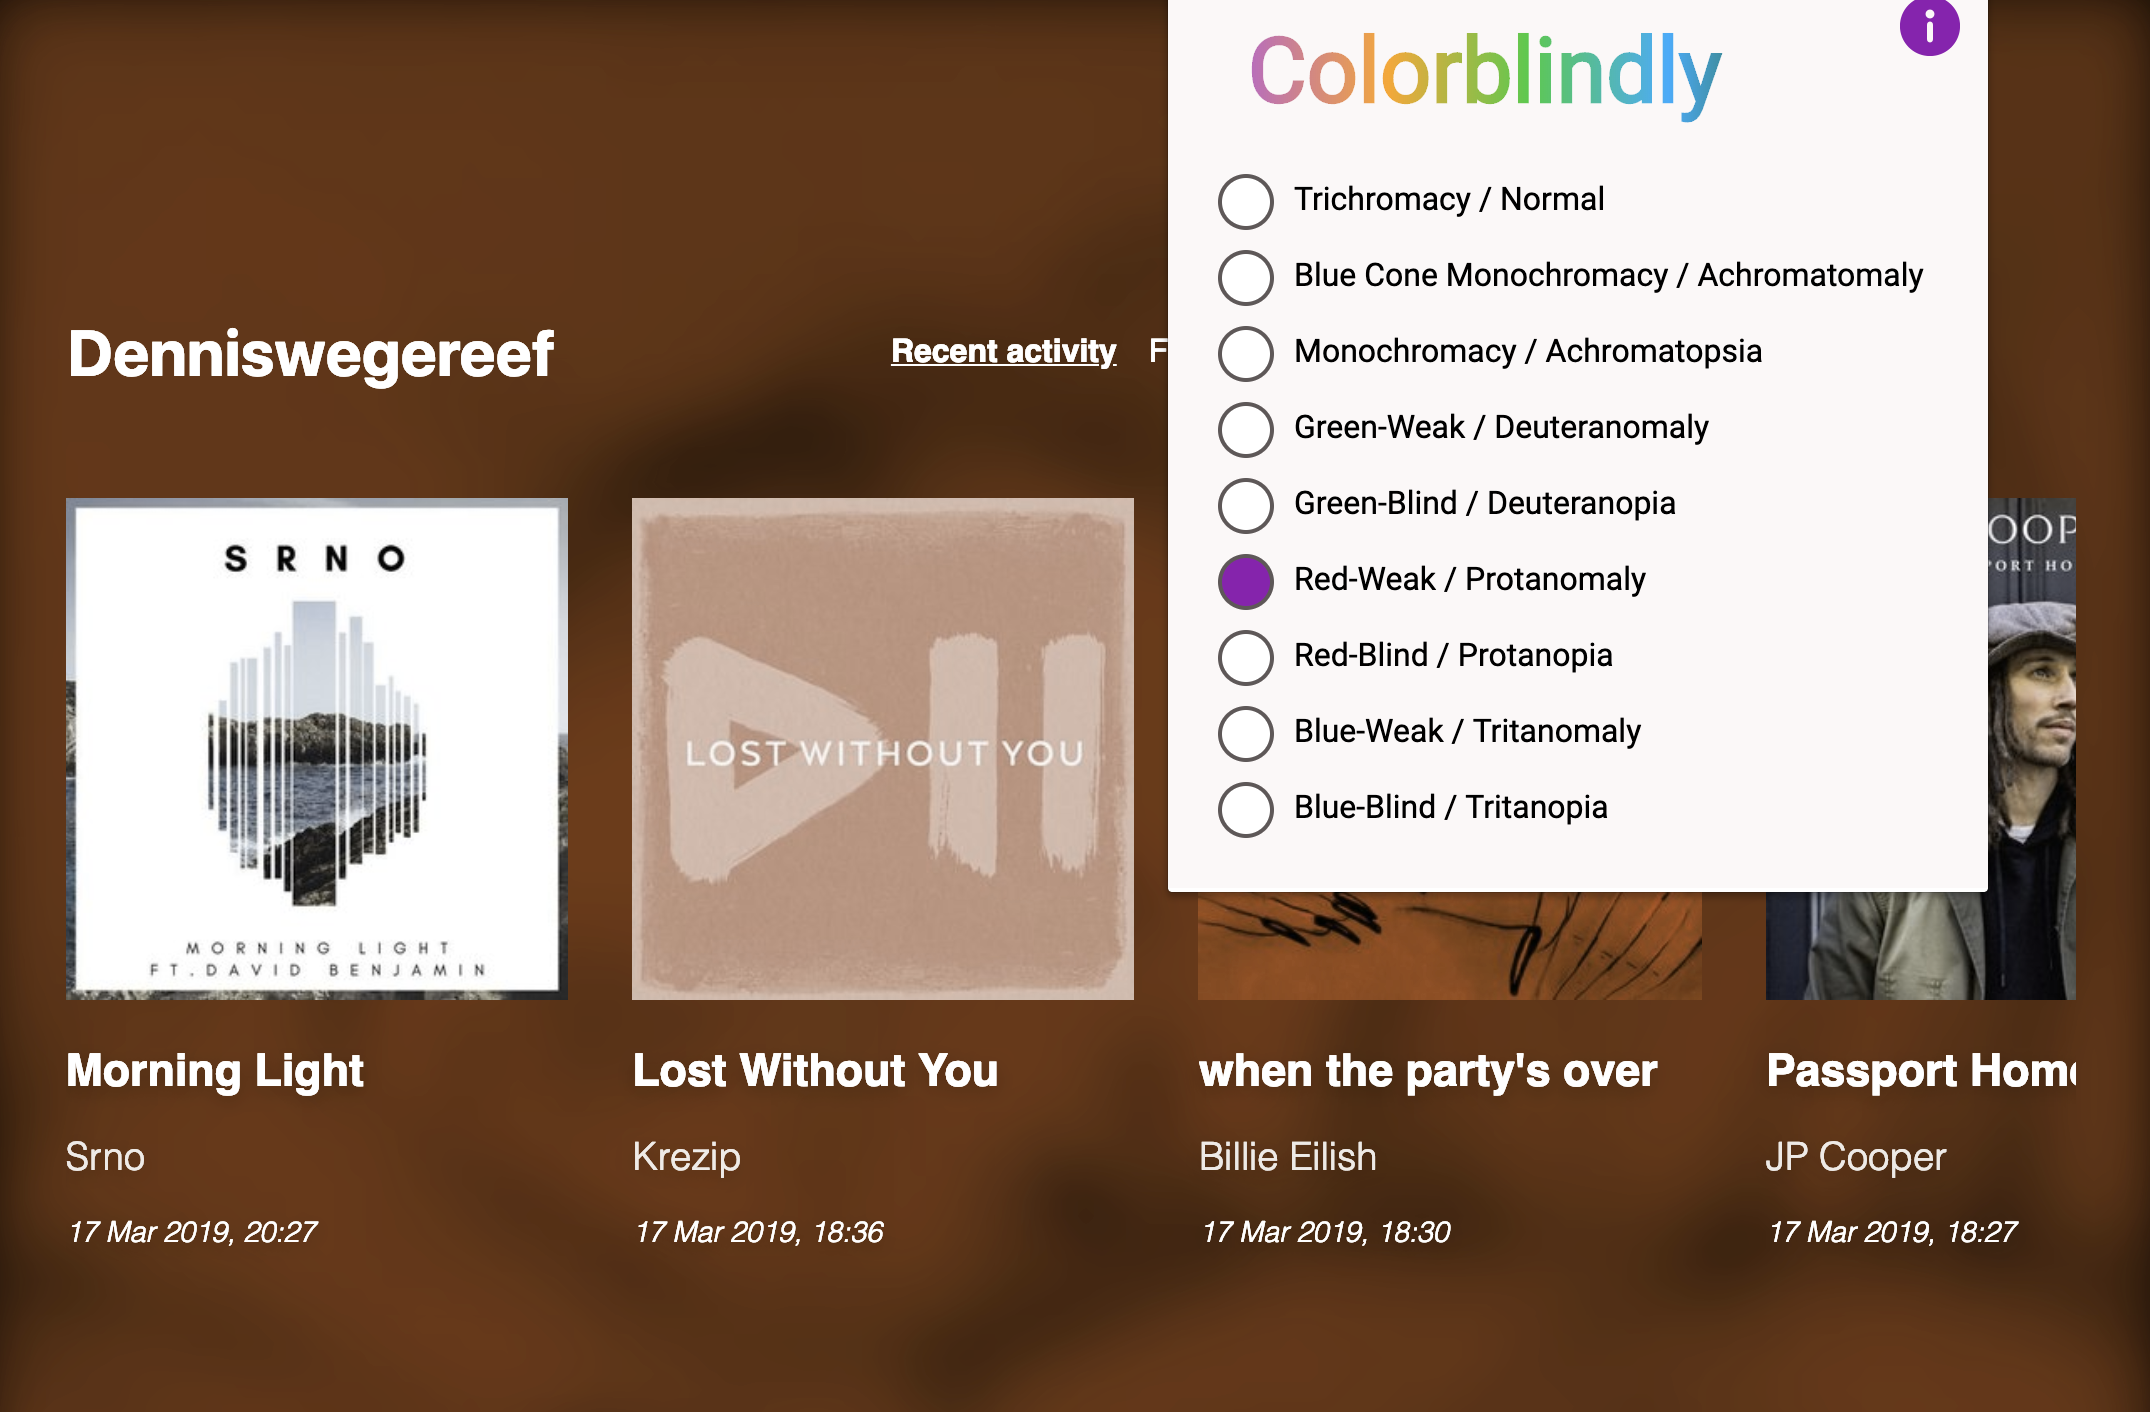 Colorblindly
Trichromacy / Normal
Blue Cone Monochromacy / Achromatomaly
Monochromacy / Achromatopsia
Green-Weak / Deuteranomaly
Green-Blind / Deuteranopia
Red-Weak / Protanomaly
Red-Blind / Protanopia
Blue-Weak / Tritanomaly
Blue-Blind / Tritanopia
Denniswegereef
Recent activity F
SRNO
MORNING LIGHT
FT.DAVID BENJAMIN
LOST WITHOUT YOU
OOP
PORT HO
Morning Light
Srno
17 Mar 2019, 20:27
Lost Without You
Krezip
17 Mar 2019, 18:36
when the party's over
Billie Eilish
17 Mar 2019, 18:30
Passport Home
JP Cooper
17 Mar 2019, 18:27